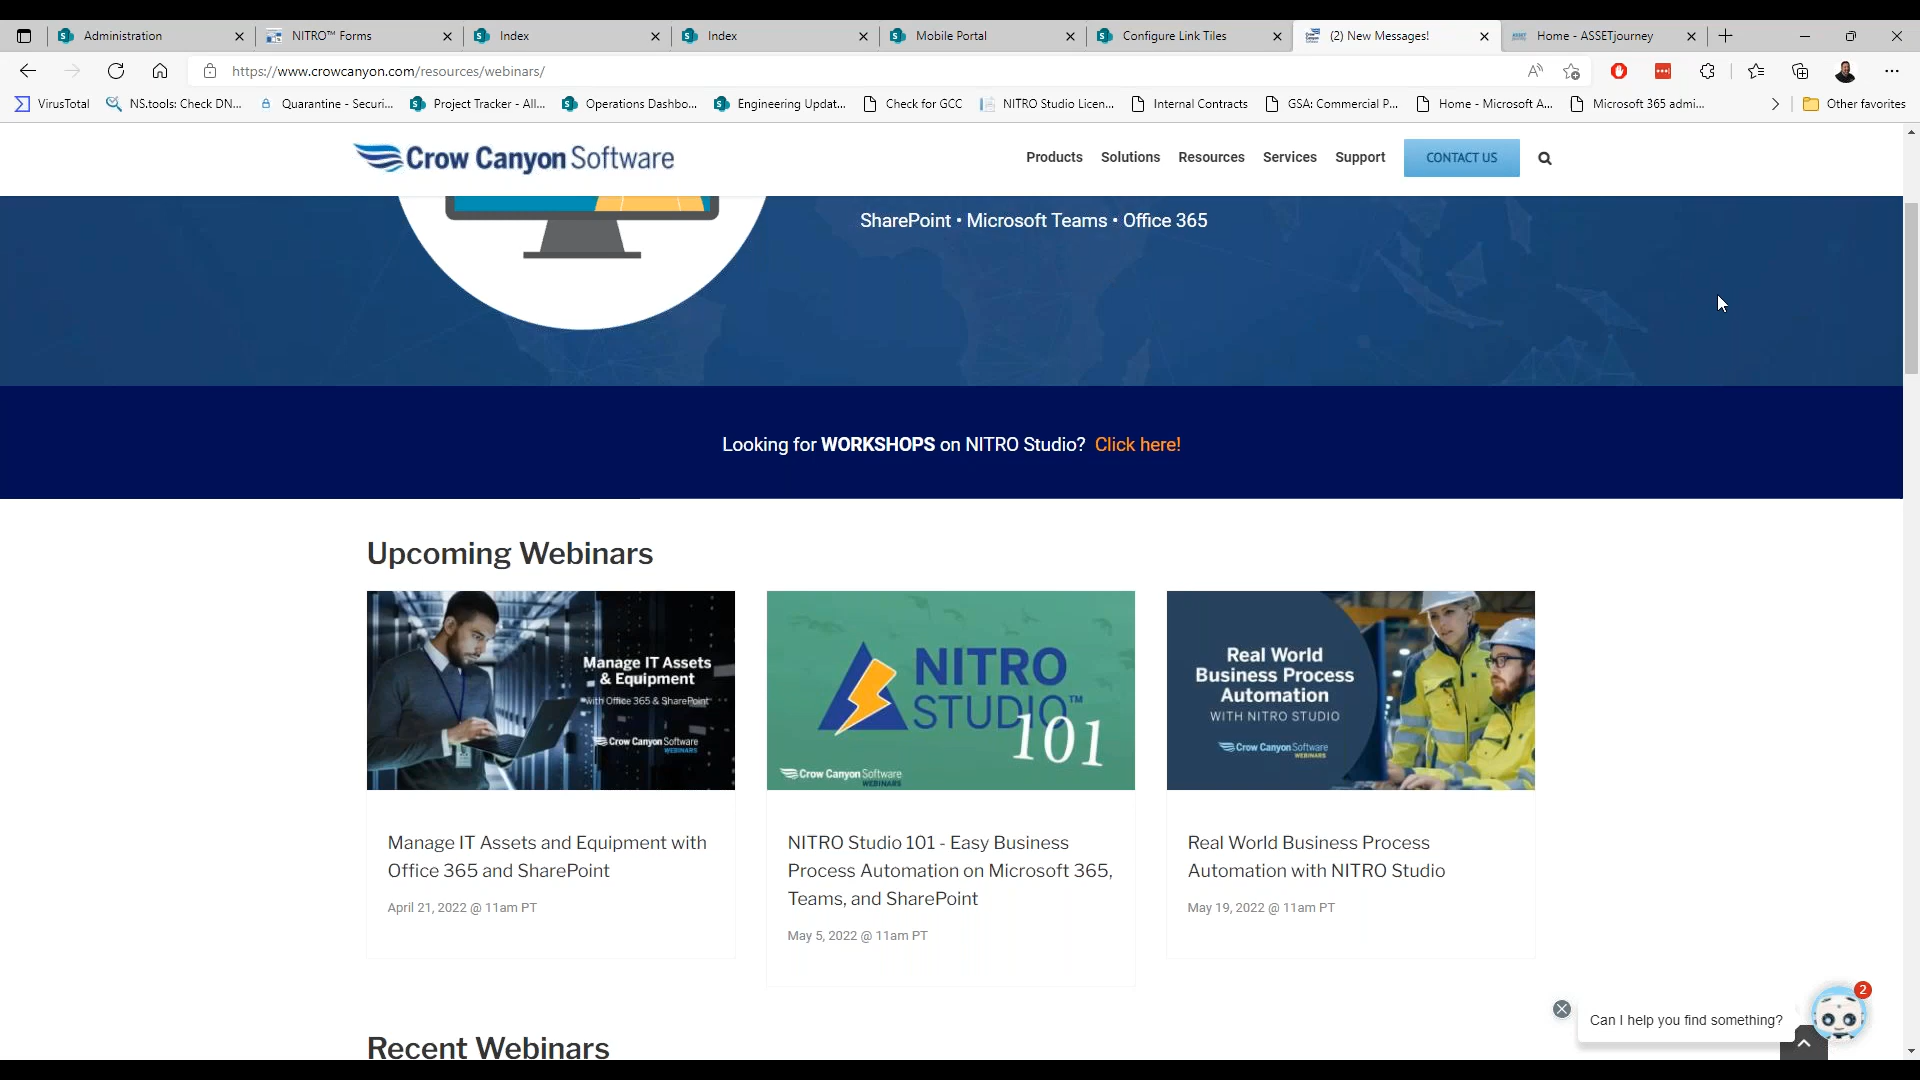 Administration
NITRO™ Forms
Index
Index
Mobile Portal
Configure Link Tiles
(2) New Messages!
Home - ASSETjourney
https://www.crowcanyon.com/resources/webinars/
VirusTotal
NS.tools: Check DN...
Quarantine - Securi...
Project Tracker - All...
Operations Dashbo...
Engineering Updat...
Check for GCC
NITRO Studio Licen...
Internal Contracts
GSA: Commercial P...
Home - Microsoft A...
Microsoft 365 admi...
Other favorites
Crow Canyon Software
Products
Solutions
Resources
Services
Support
CONTACT US
SharePoint • Microsoft Teams • Office 365
Looking for WORKSHOPS on NITRO Studio? Click here!
Upcoming Webinars
Manage IT Assets
& Equipment
with Office 365 & SharePoint
Crow Canyon Software
WEBINARS
NITRO
STUDIO™
101
Crow Canyon Software
WEBINARS
Real World
Business Process
Automation
WITH NITRO STUDIO
Crow Canyon Software
WEBINARS
Manage IT Assets and Equipment with
Office 365 and SharePoint
April 21, 2022 @ 11am PT
NITRO Studio 101 - Easy Business
Process Automation on Microsoft 365,
Teams, and SharePoint
May 5, 2022 @ 11am PT
Real World Business Process
Automation with NITRO Studio
May 19, 2022 @ 11am PT
2
Can I help you find something?
Recent Webinars